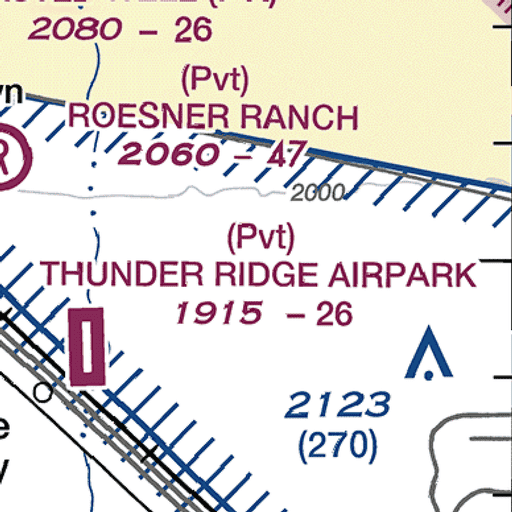 2080 - 26
(Pvt)
ROESNER RANCH
2060 - 47
R
2000
(Pvt)
THUNDER RIDGE AIRPARK
1915 - 26
2123
(270)